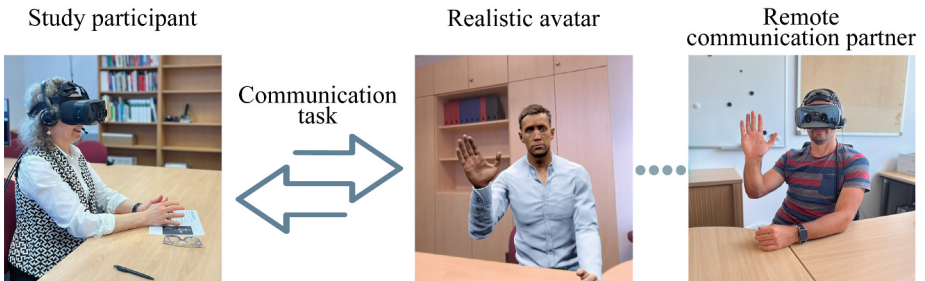 Study participant
Realistic avatar
Remote
communication partner
Communication
task